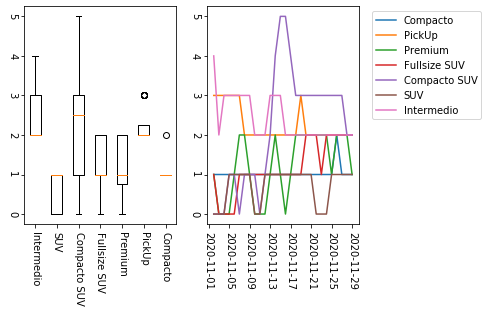 5
4
3
2
1
0
Intermedio
SUV
Compacto SUV
Fullsize SUV
Premium
PickUp
Compacto
5
4
3
2
1
0
2020-11-01
2020-11-05
2020-11-09
2020-11-13
2020-11-17
2020-11-21
2020-11-25
2020-11-29
Compacto
PickUp
Premium
Fullsize SUV
Compacto SUV
SUV
Intermedio